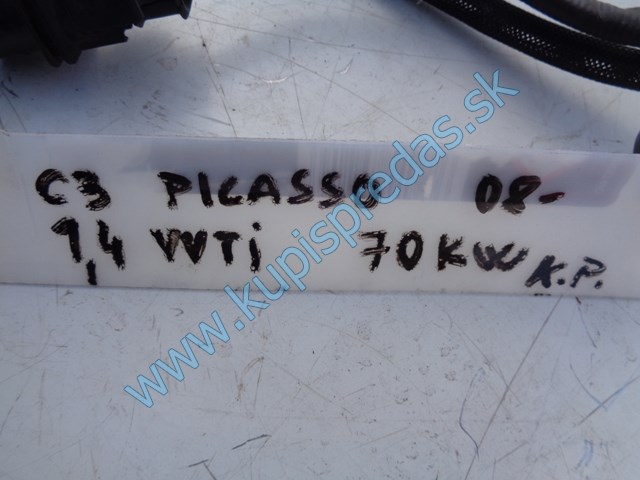 C3 PICASSO 08-
1,4 VVTi 70KW K.P.
www.kupispredas.sk